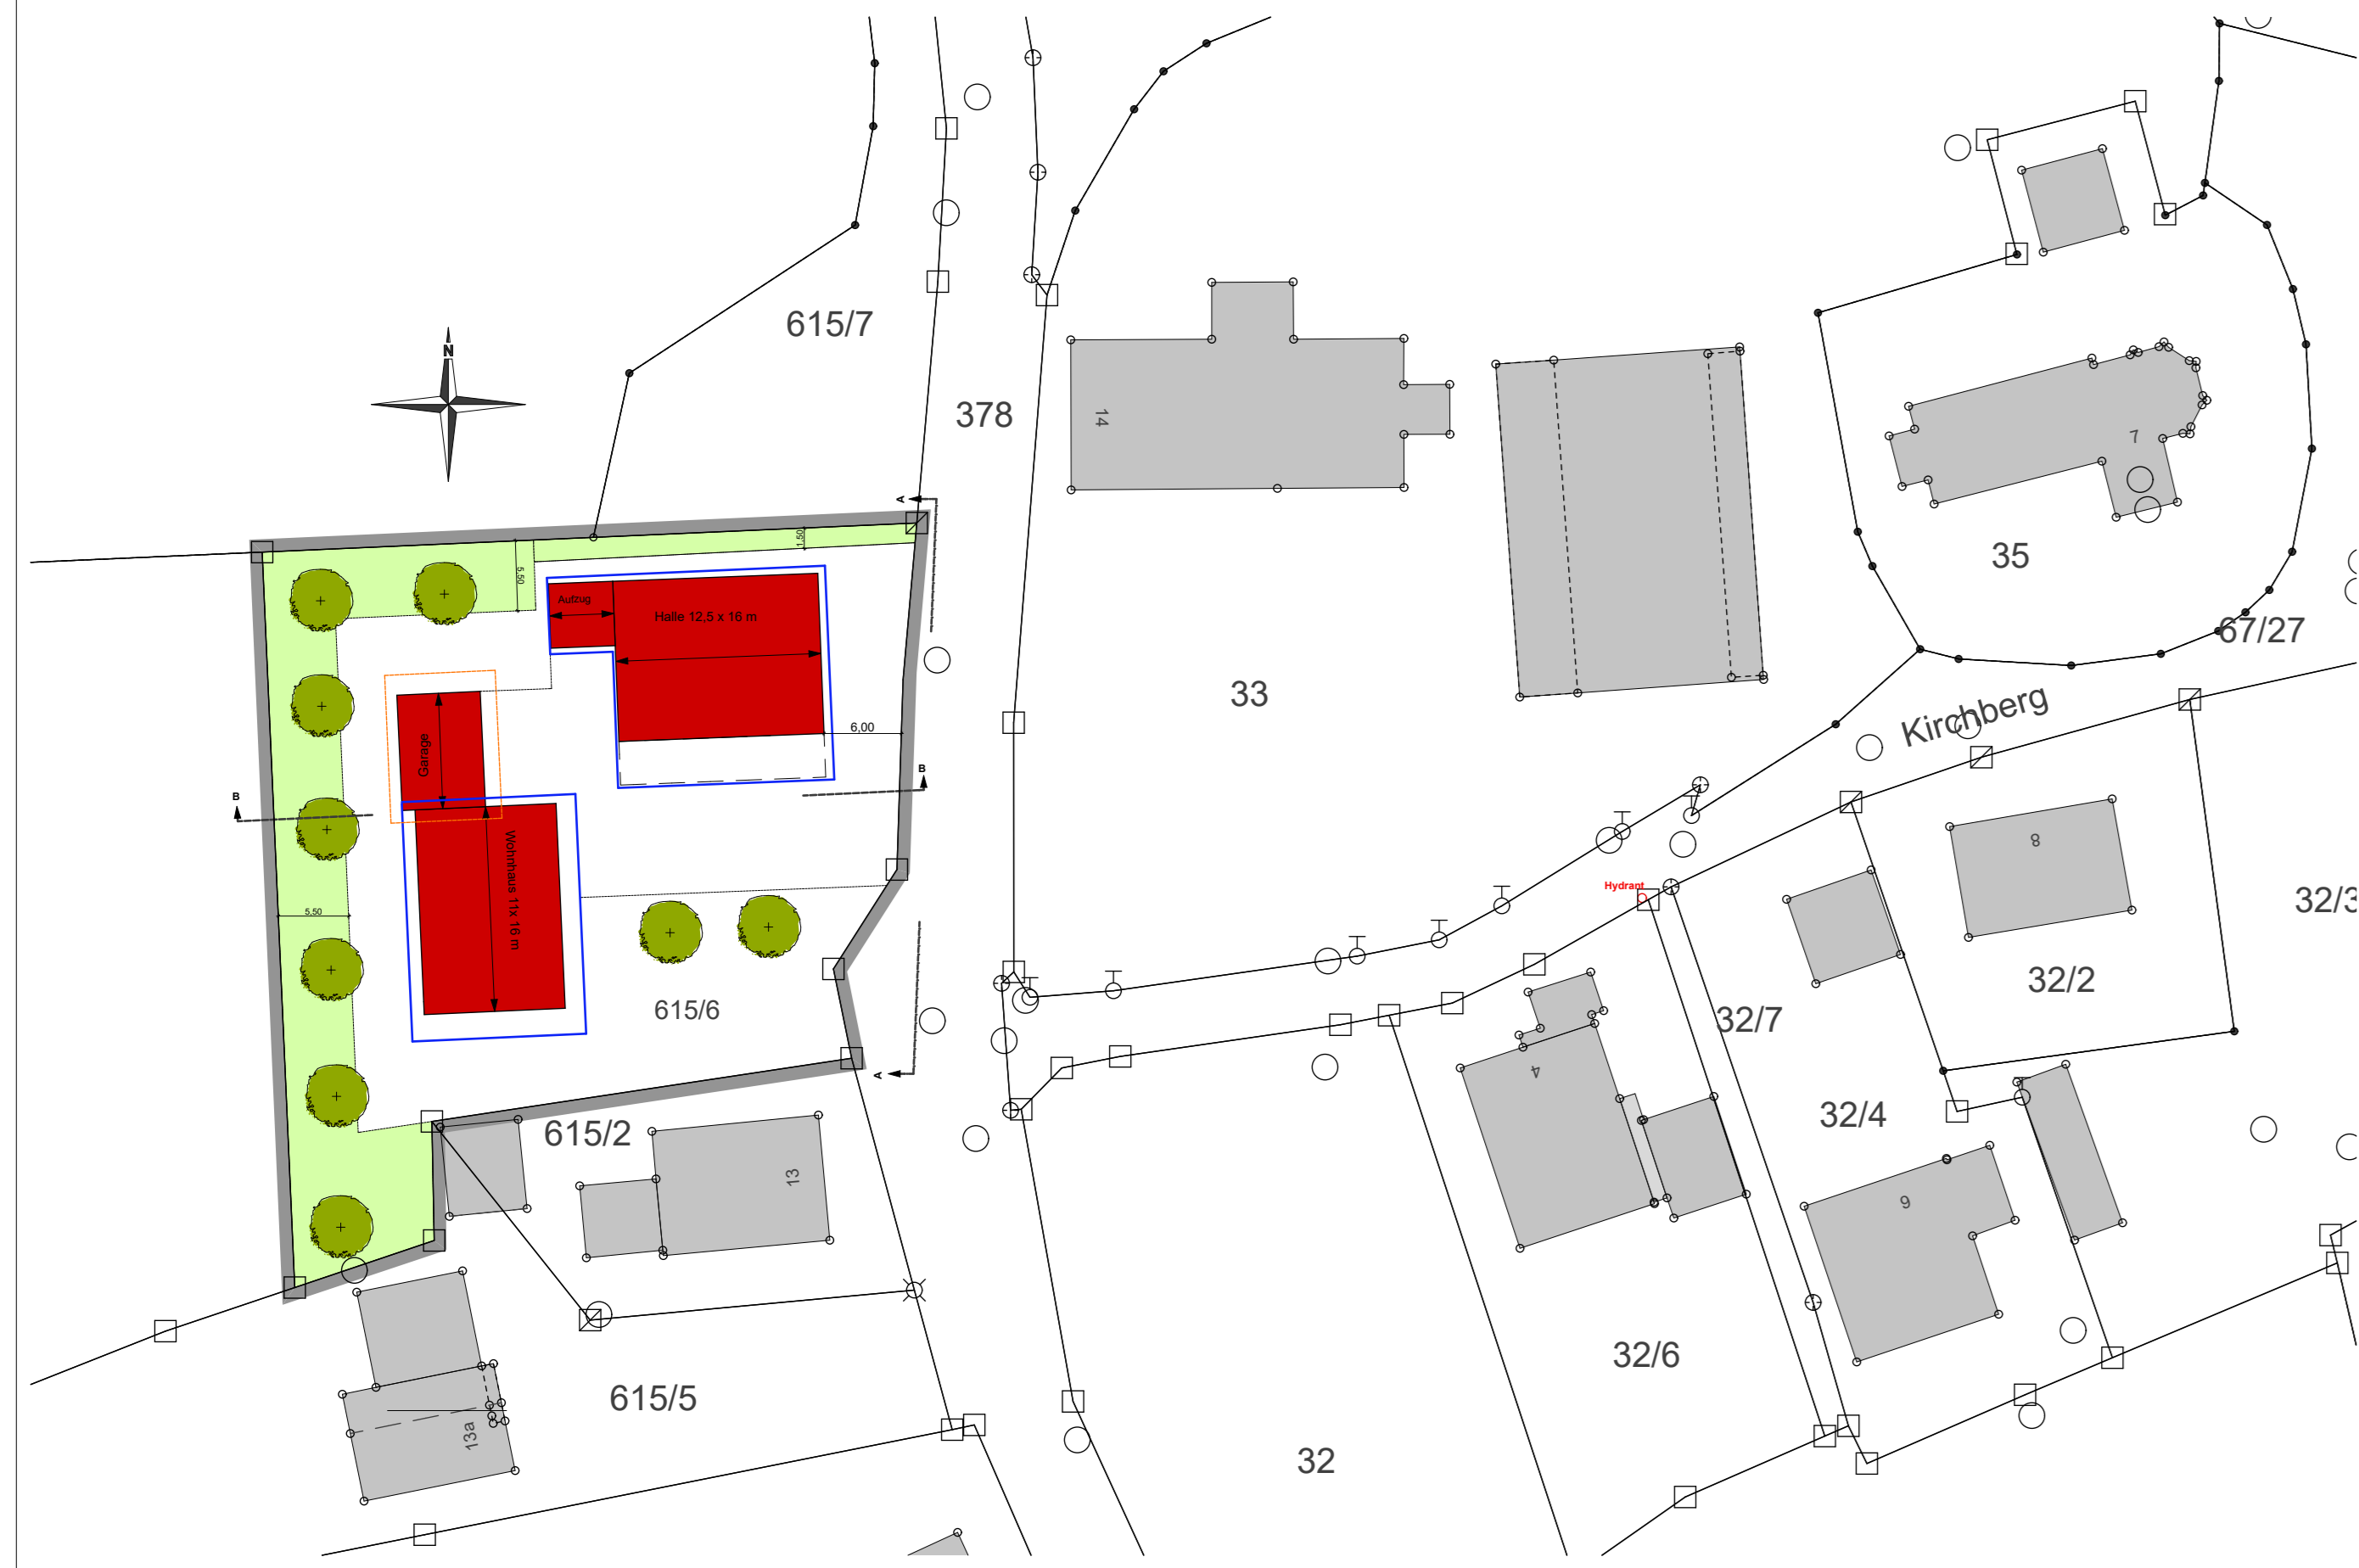 615/7
N
378
14
7
35
67/27
A
1,50
5,50
Aufzug
Halle 12,5 x 16 m
33
Kirchberg
Garage
6,00
B
B
8
Wohnhaus 11x 16 m
Hydrant
32/3
5,50
32/2
615/6
32/7
A
4
32/4
615/2
13
9
32/6
615/5
13a
32